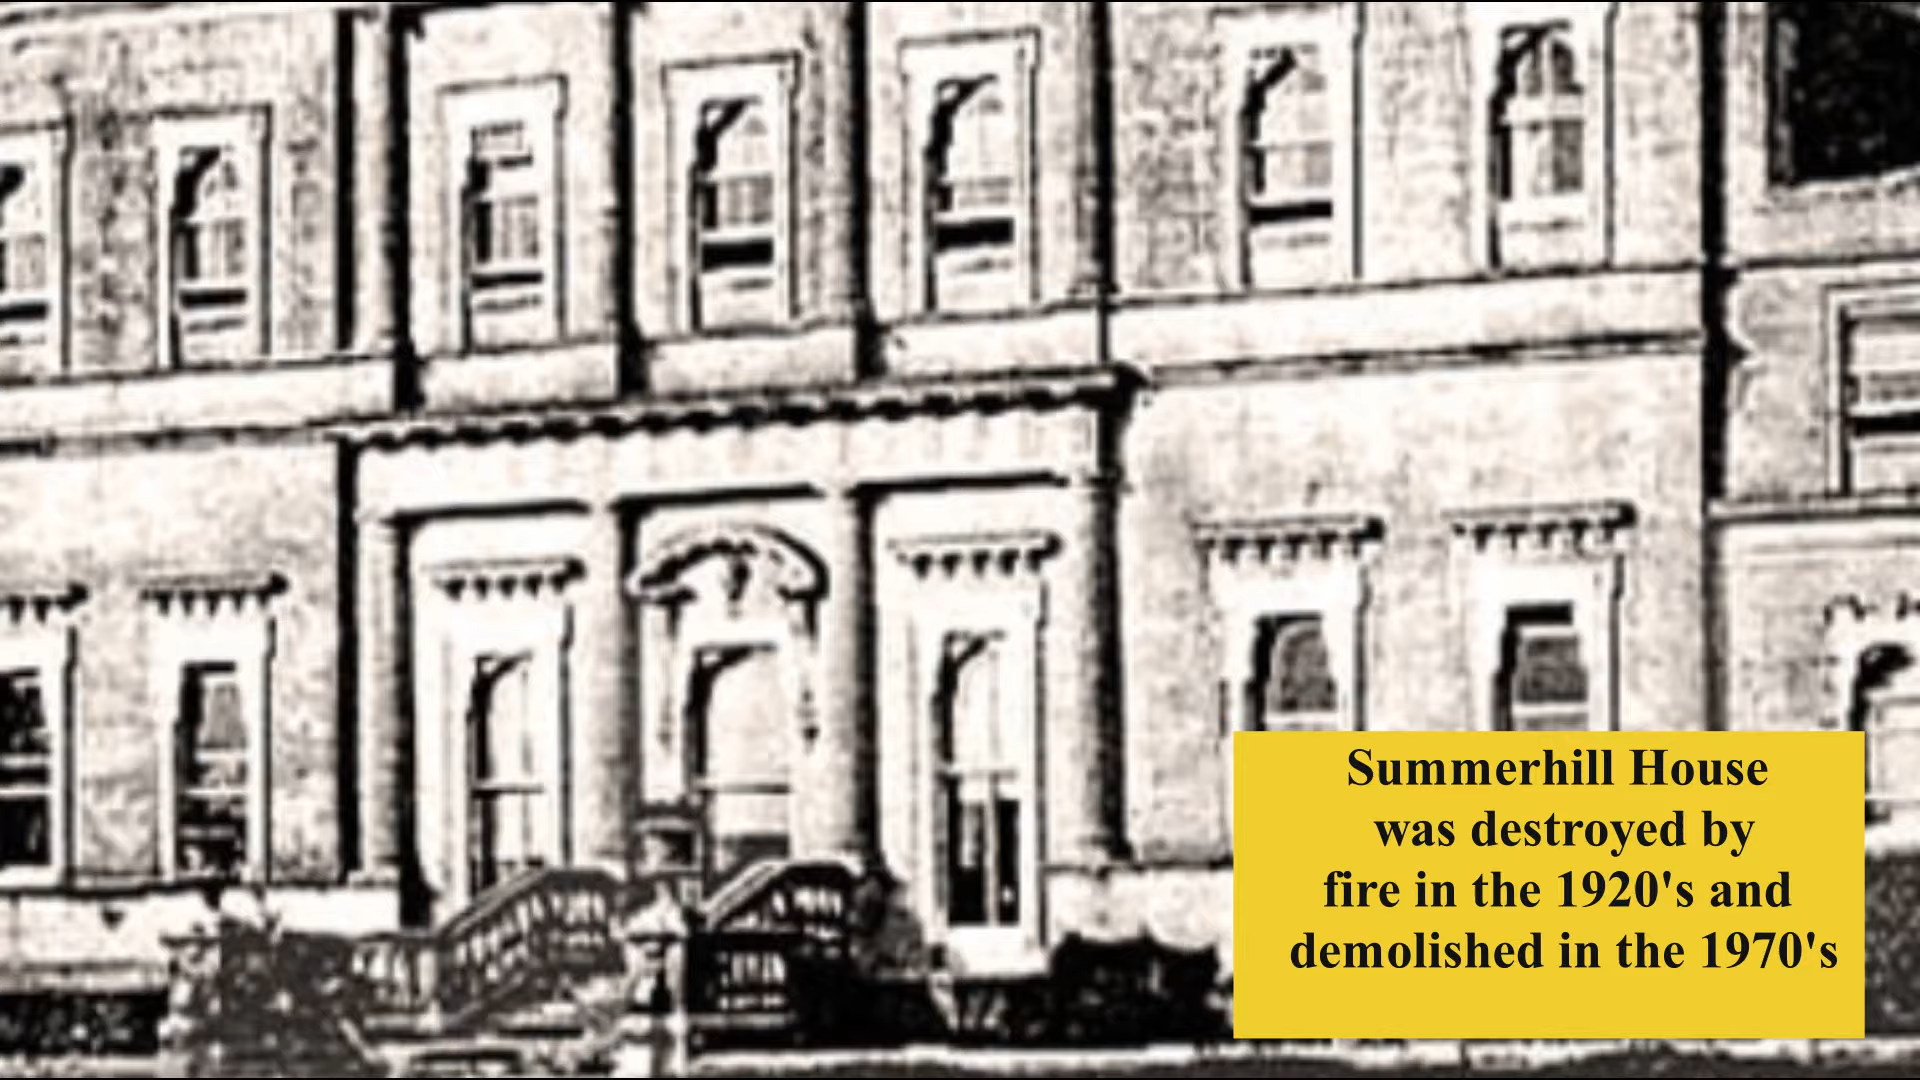 Summerhill House
was destroyed by
fire in the 1920's and
demolished in the 1970's